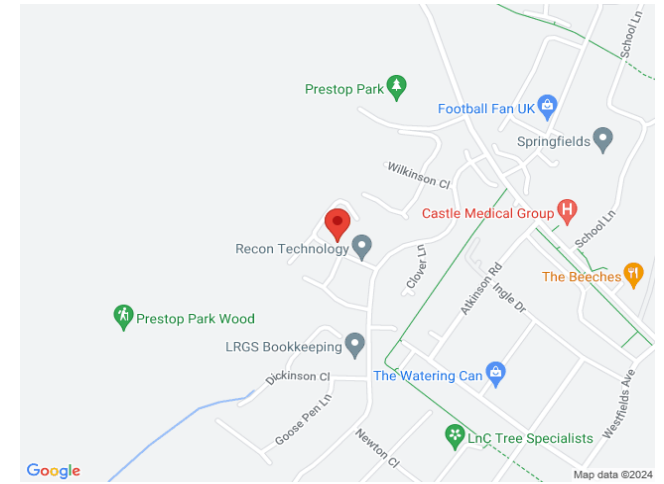 School Ln
Prestop Park
Football Fan UK
Springfields
Wilkinson Cl
Castle Medical Group
School Ln
Recon Technology
Clover Ln
Atkinson Rd
Ingle Dr
The Beeches
Prestop Park Wood
LRGS Bookkeeping
Dickinson Cl
The Watering Can
Westfields Ave
Goose Pen Ln
Newton Cl
LnC Tree Specialists
Google
Map data ©2024